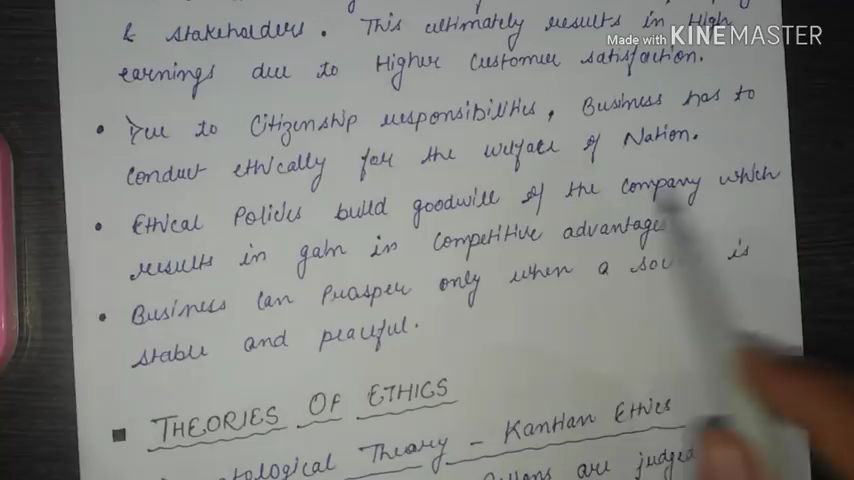 & stakeholders. This ultimately results in High
Made with KINEMASTER
earnings due to Higher customer satisfaction.
• Due to Citizenship responsibilities, Business has to
conduct ethically for the welface of Nation.
• Ethical Policies build goodwill of the company which
results in gain in competitive advantages
• Business can Prosper only when a is
stable and peaceful.
■ THEORIES OF ETHICS
Theory - Kantian Ethics
are judged